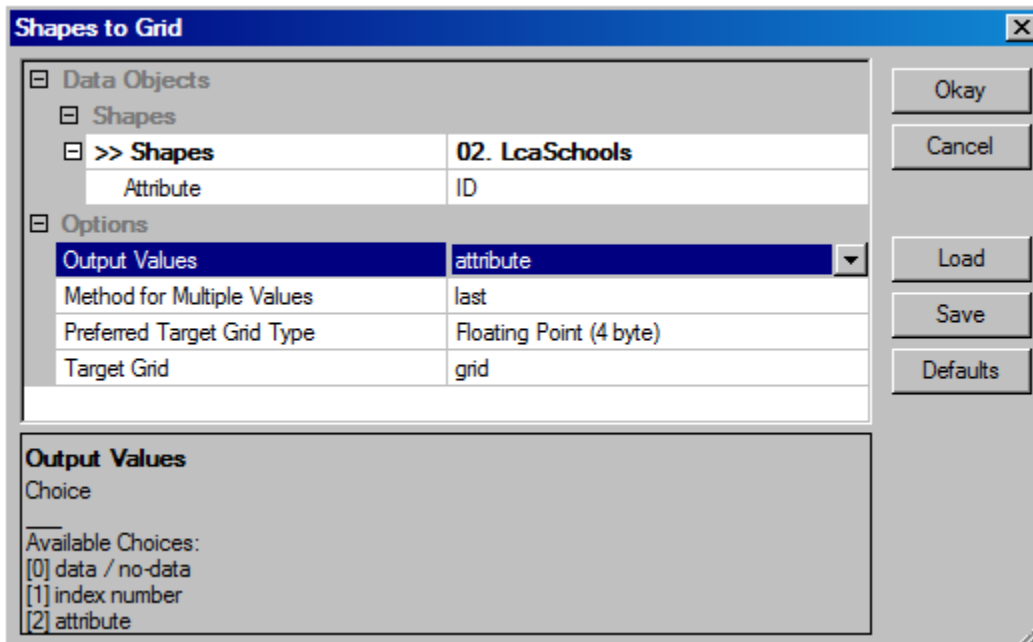 Shapes to Grid
Data Objects
Okay
Shapes
>> Shapes 02. LcaSchools
Cancel
Attribute ID
Options
Output Values attribute
Load
Method for Multiple Values last
Save
Preferred Target Grid Type Floating Point (4 byte)
Target Grid grid
Defaults
Output Values
Choice
___
Available Choices:
[0] data / no-data
[1] index number
[2] attribute